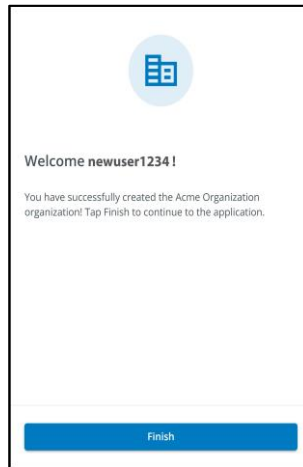 Welcome newuser1234!
You have successfully created the Acme Organization
organization! Tap Finish to continue to the application.
Finish